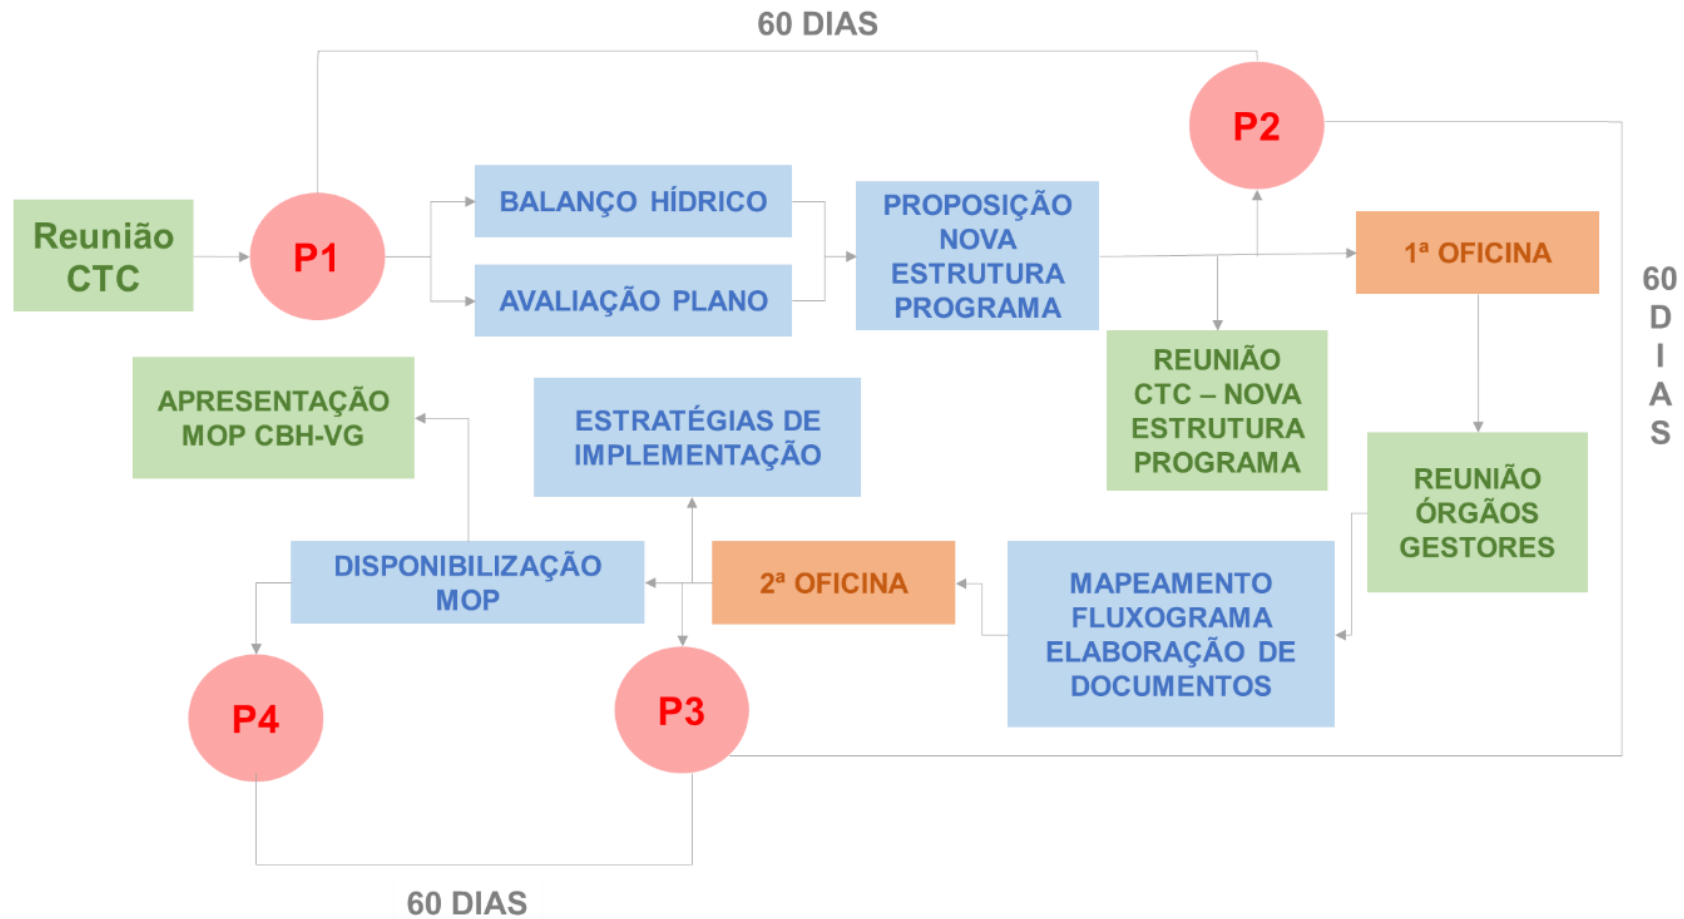 60 DIAS
P2
Reunião
CTC
P1
BALANÇO HÍDRICO
AVALIAÇÃO PLANO
PROPOSIÇÃO
NOVA
ESTRUTURA
PROGRAMA
1ª OFICINA
60
D
I
A
S
REUNIÃO
CTC – NOVA
ESTRUTURA
PROGRAMA
APRESENTAÇÃO
MOP CBH-VG
ESTRATÉGIAS DE
IMPLEMENTAÇÃO
REUNIÃO
ÓRGÃOS
GESTORES
DISPONIBILIZAÇÃO
MOP
2ª OFICINA
MAPEAMENTO
FLUXOGRAMA
ELABORAÇÃO DE
DOCUMENTOS
P4
P3
60 DIAS